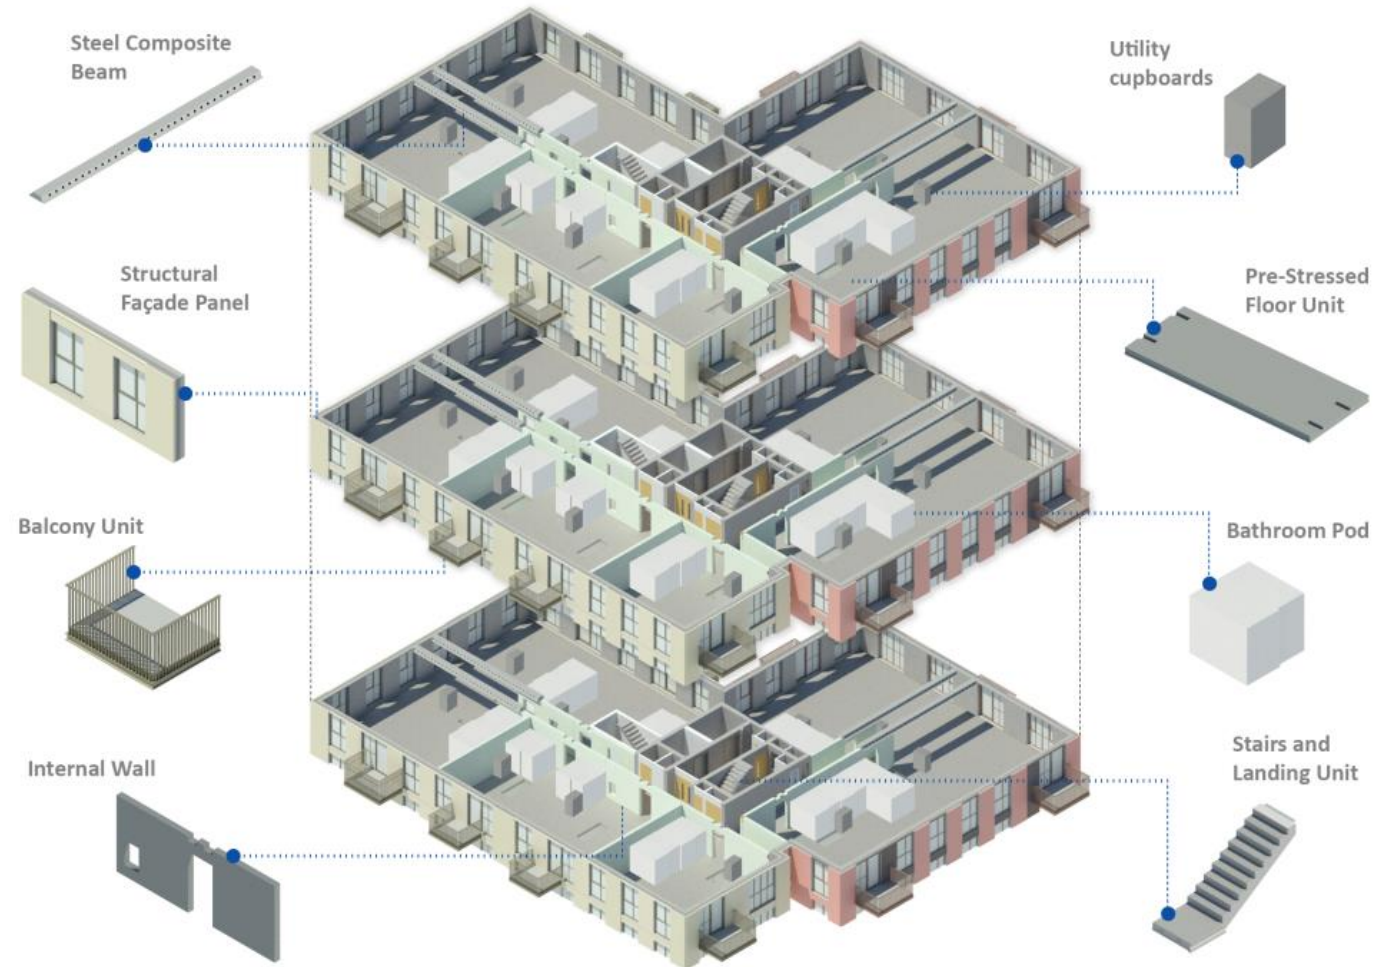 Steel Composite
Beam
Utility
cupboards
Structural
Façade Panel
Pre-Stressed
Floor Unit
Balcony Unit
Bathroom Pod
Internal Wall
Stairs and
Landing Unit